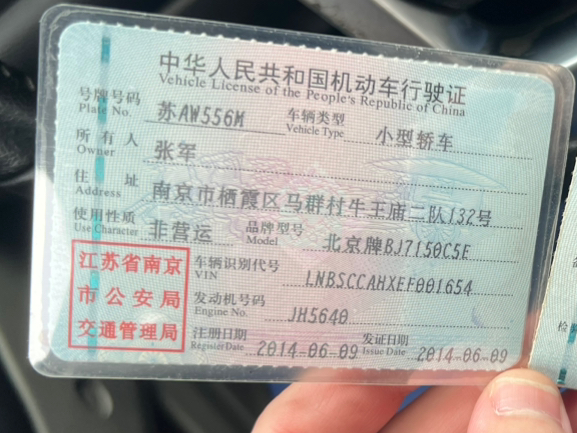 中华人民共和国机动车行驶证
Vehicle License of the People's Republic of China
号牌号码 苏AW556M 车辆类型 小型轿车
Plate No. Vehicle Type
所有人 张军
Owner
住址 南京市栖霞区马群村牛王庙二队132号
Address
使用性质 非营运 品牌型号 北京牌BJ7150C5E
Use Character Model
江苏省南京
市公安局
交通管理局
车辆识别代号 LNBSCCAHXEF001654
VIN
发动机号码 JH5640
Engine No.
注册日期 2014-06-09 发证日期 2014-06-09
Register Date Issue Date